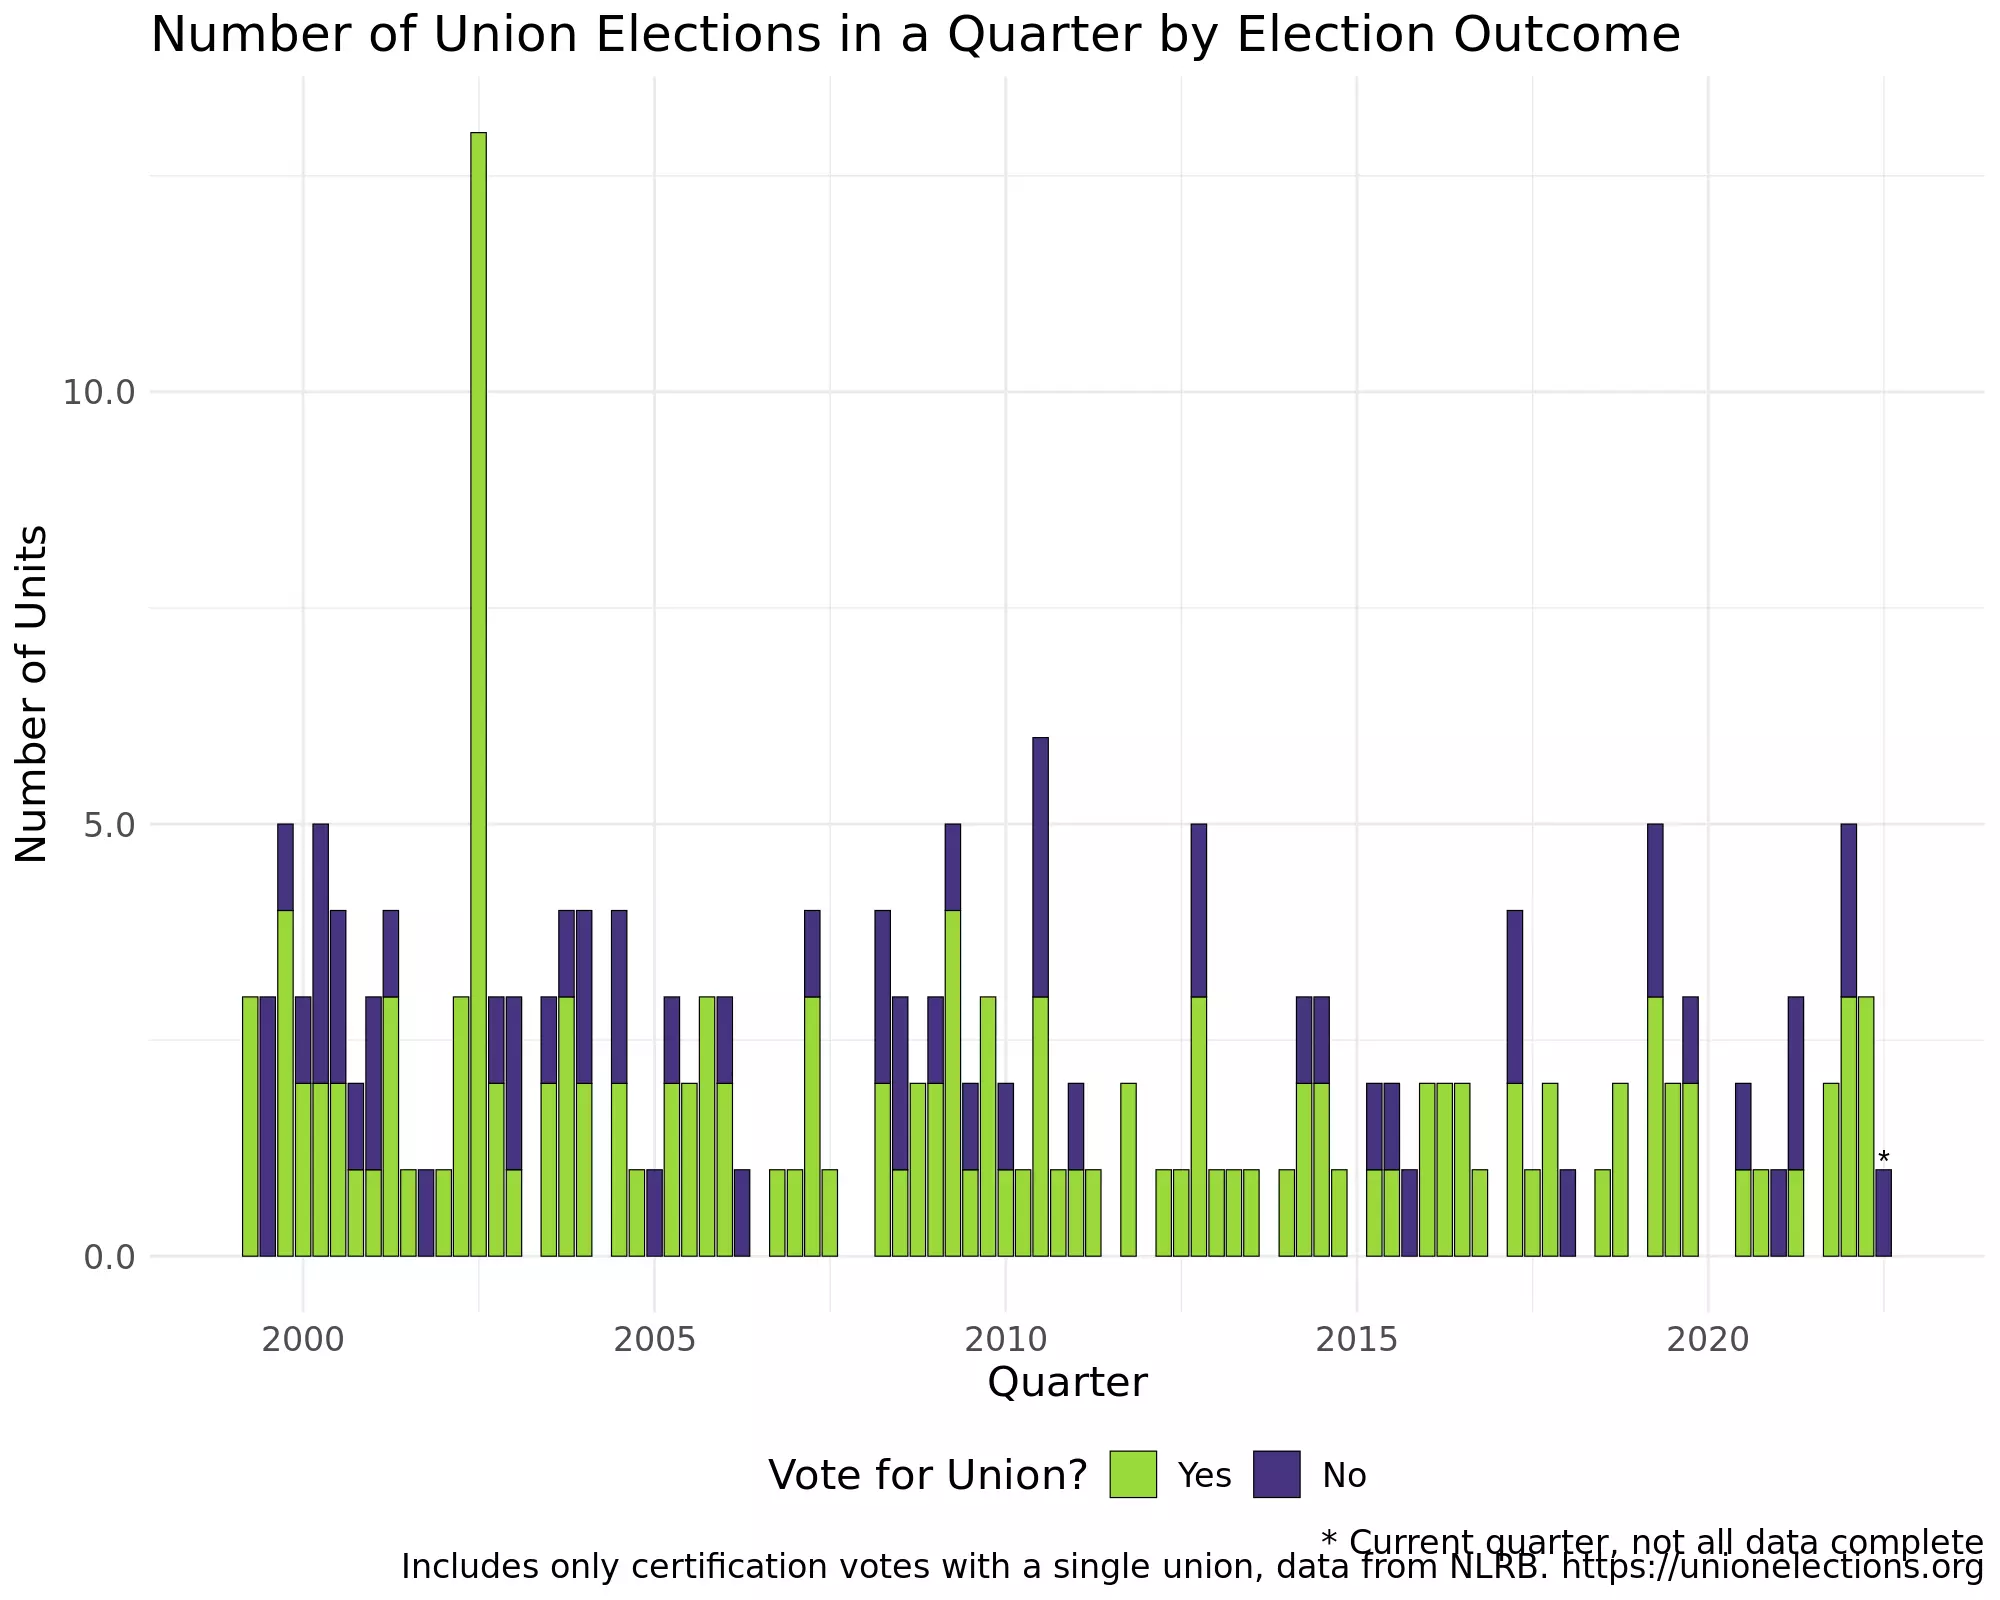 Number of Union Elections in a Quarter by Election Outcome
Number of Units
10.0
5.0
0.0
*
2000 2005 2010 2015 2020
Quarter
Vote for Union? Yes No
* Current quarter, not all data complete
Includes only certification votes with a single union, data from NLRB. https://unionelections.org